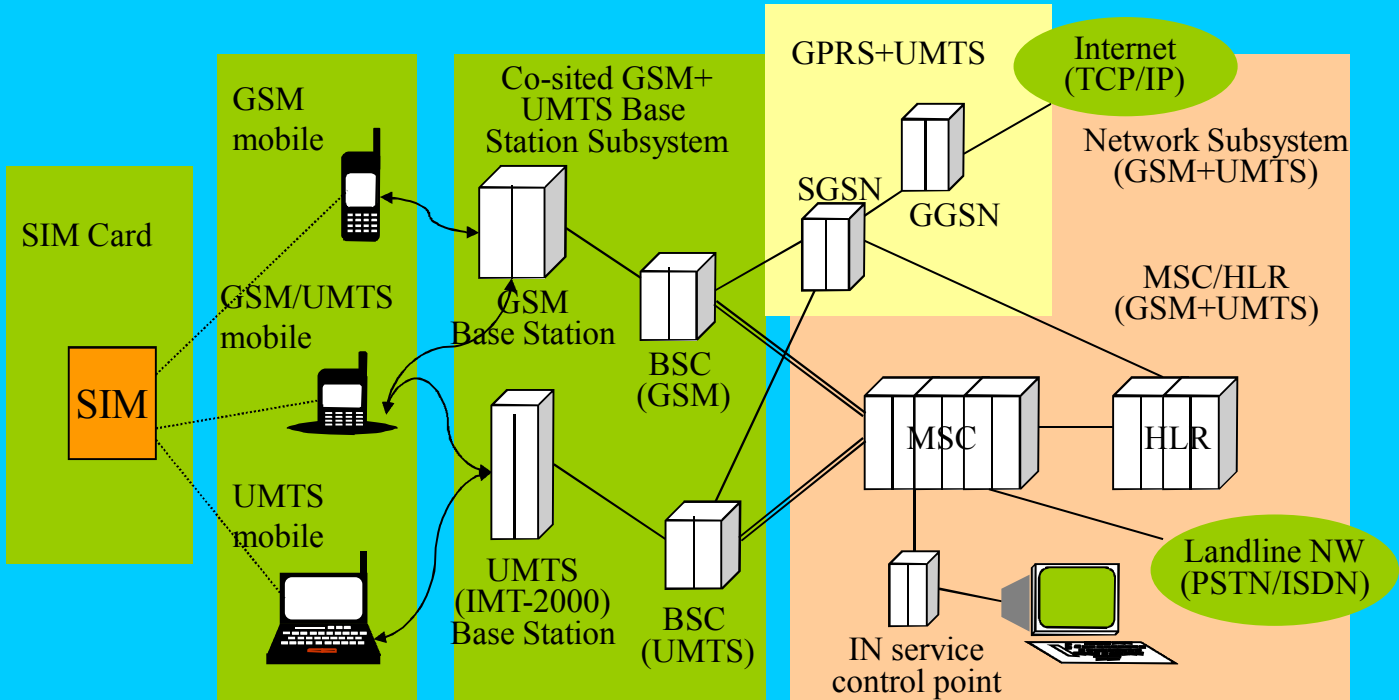 SIM Card
SIM
GSM
mobile
GSM/UMTS
mobile
UMTS
mobile
Co-sited GSM+
UMTS Base
Station Subsystem
GSM
Base Station
BSC
(GSM)
UMTS
(IMT-2000)
Base Station
BSC
(UMTS)
GPRS+UMTS
SGSN
GGSN
Internet
(TCP/IP)
Network Subsystem
(GSM+UMTS)
MSC/HLR
(GSM+UMTS)
MSC
HLR
Landline NW
(PSTN/ISDN)
IN service
control point